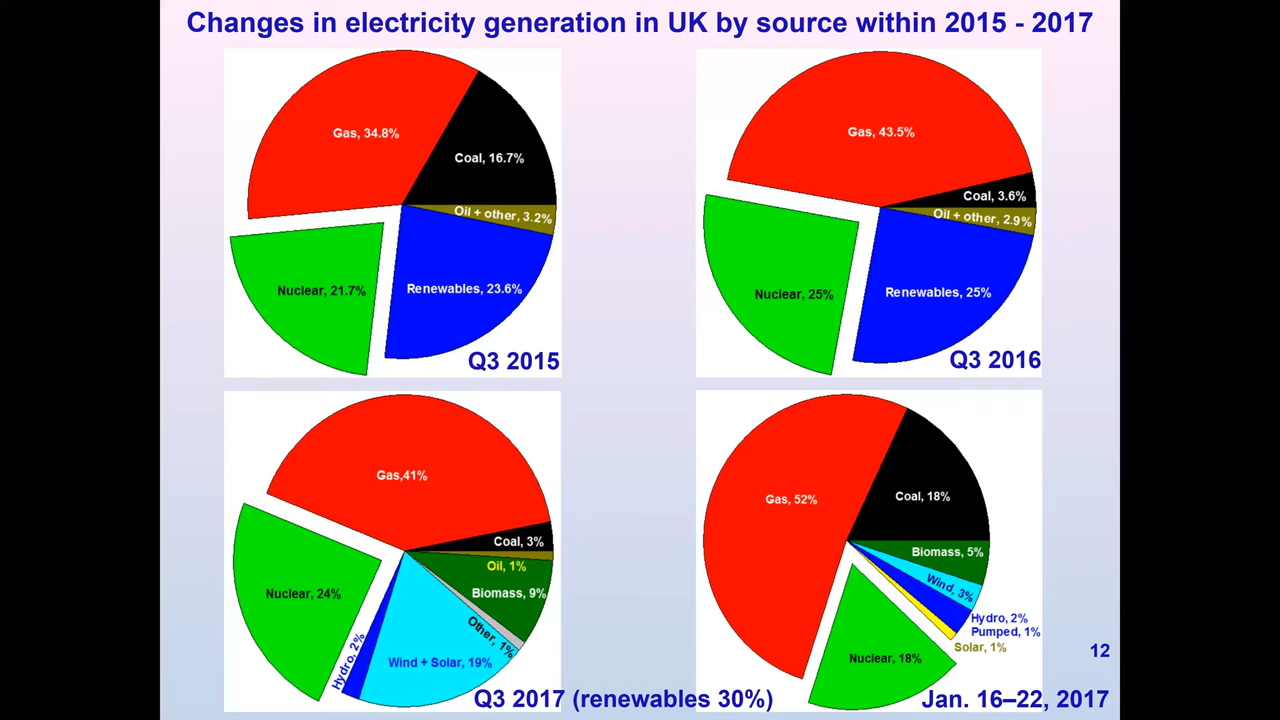 Changes in electricity generation in UK by source within 2015 - 2017
Gas, 34.8%
Coal, 16.7%
Oil + other, 3.2%
Nuclear, 21.7%
Renewables, 23.6%
Q3 2015
Gas, 43.5%
Coal, 3.6%
Oil + other, 2.9%
Nuclear, 25%
Renewables, 25%
Q3 2016
Gas,41%
Coal, 3%
Oil, 1%
Biomass, 9%
Nuclear, 24%
Other, 1%
Hydro, 2%
Wind + Solar, 19%
Q3 2017 (renewables 30%)
Gas, 52%
Coal, 18%
Biomass, 5%
Wind, 3%
Hydro, 2%
Pumped, 1%
Solar, 1%
Nuclear, 18%
12
Jan. 16–22, 2017